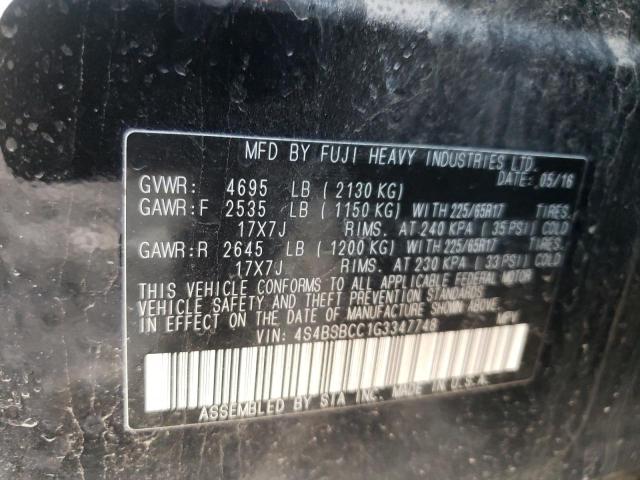 MFD BY FUJI HEAVY INDUSTRIES LTD.
DATE: 05/16
GVWR: 4695 LB (2130 KG)
GAWR:F 2535 LB (1150 KG) WITH 225/65R17 TIRES.
17X7J RIMS. AT 240 KPA (35 PSI) COLD
GAWR:R 2645 LB (1200 KG) WITH 225/65R17 TIRES.
17X7J RIMS. AT 230 KPA (33 PSI) COLD
THIS VEHICLE CONFORMS TO ALL APPLICABLE FEDERAL MOTOR
VEHICLE SAFETY AND THEFT PREVENTION STANDARDS
IN EFFECT ON THE DATE OF MANUFACTURE SHOWN ABOVE.
VIN: 4S4BSBCC1G3347748 MPV
ASSEMBLED BY SIA INC. MADE IN U.S.A.